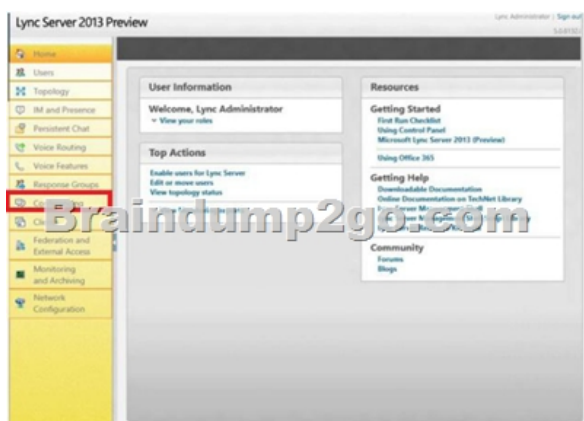 Lync Server 2013 Preview
Lync Administrator | Sign out
Home
Users
Topology
IM and Presence
Persistent Chat
Voice Routing
Voice Features
Response Groups
Federation and
External Access
Monitoring
and Archiving
Network
Configuration
User Information
Welcome, Lync Administrator
View your roles
Top Actions
Enable users for Lync Server
Edit or move users
View topology status
Resources
Getting Started
First Run Checklist
Using Control Panel
Microsoft Lync Server 2013 (Preview)
Using Office 365
Getting Help
Downloadable Documentation
Online Documentation on TechNet Library
Community
Forums
Blogs
Braindump2go.com